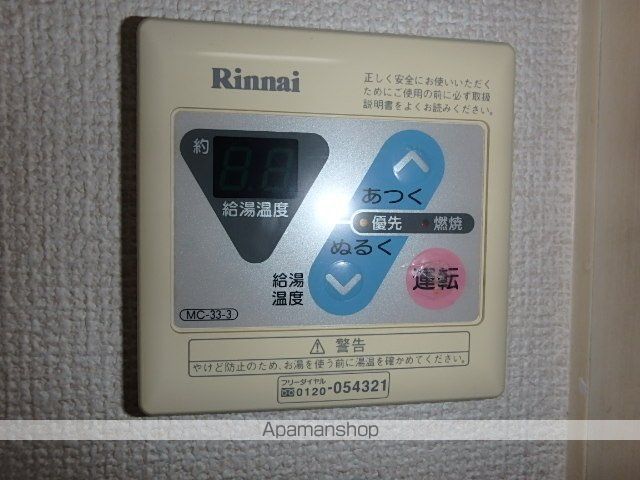 Rinnai
正しく安全にお使いいただく
ためにご使用の前に必ず取扱
説明書をよくお読みください。
約
給湯温度
あつく
優先 燃焼
ぬるく
給湯
温度
運転
MC-33-3
⚠ 警告
やけど防止のため、お湯を使う前に湯温を確かめてください。
フリーダイヤル
0120-054321
Apamanshop